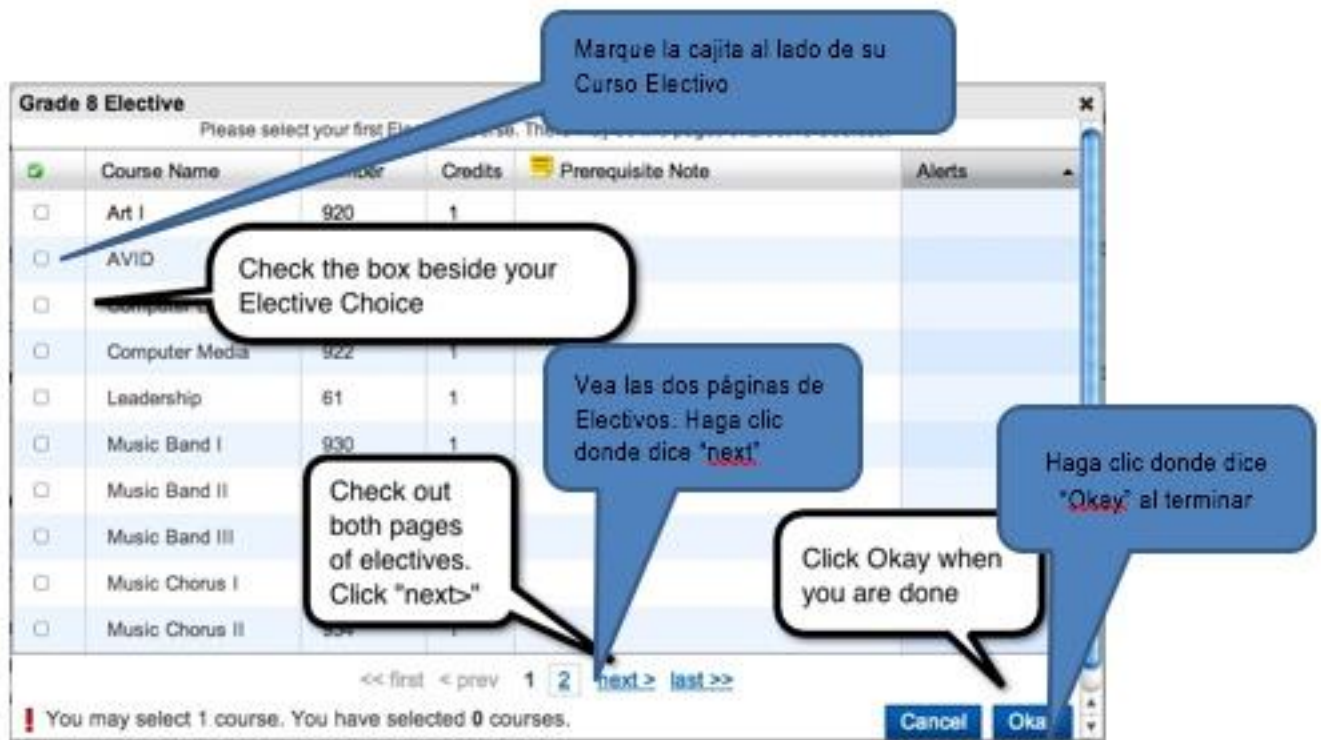 Marque la cajita al lado de su
Curso Electivo
Grade 8 Elective
Please select your first
Course Name Credits Prerequisite Note Alerts
Art I 920 1
AVID
Check the box beside your
Elective Choice
Computer Media 922 1
Leadership 61 1
Music Band I 930 1
Music Band II
Music Band III
Music Chorus I
Music Chorus II
Vea las dos páginas de
Electivos. Haga clic
donde dice "next"
Check out
both pages
of electives.
Click "next>"
Haga clic donde dice
"Okay" al terminar
Click Okay when
you are done
<< first < prev 1 2 next > last >>
! You may select 1 course. You have selected 0 courses.
Cancel